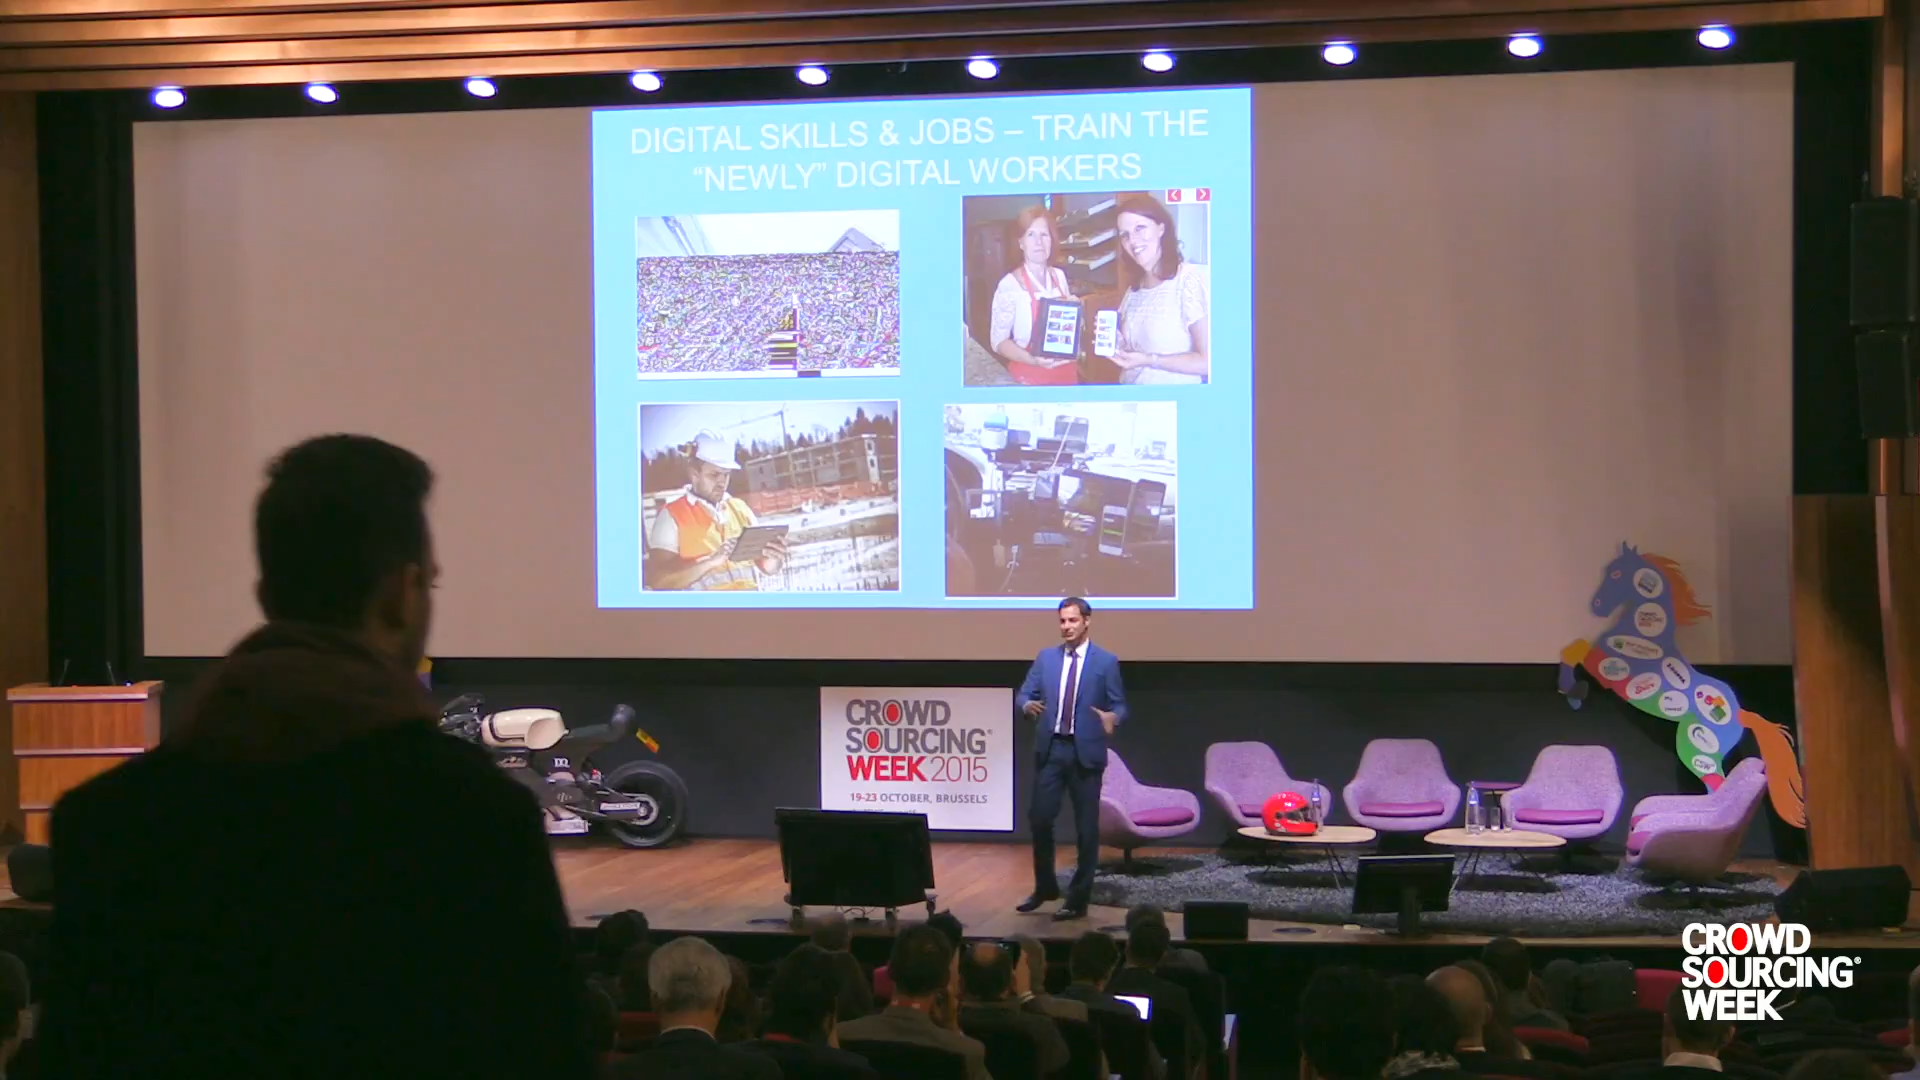 DIGITAL SKILLS & JOBS – TRAIN THE
“NEWLY” DIGITAL WORKERS
CROWD
SOURCING®
WEEK 2015
19-23 OCTOBER, BRUSSELS
CROWD
SOURCING®
WEEK